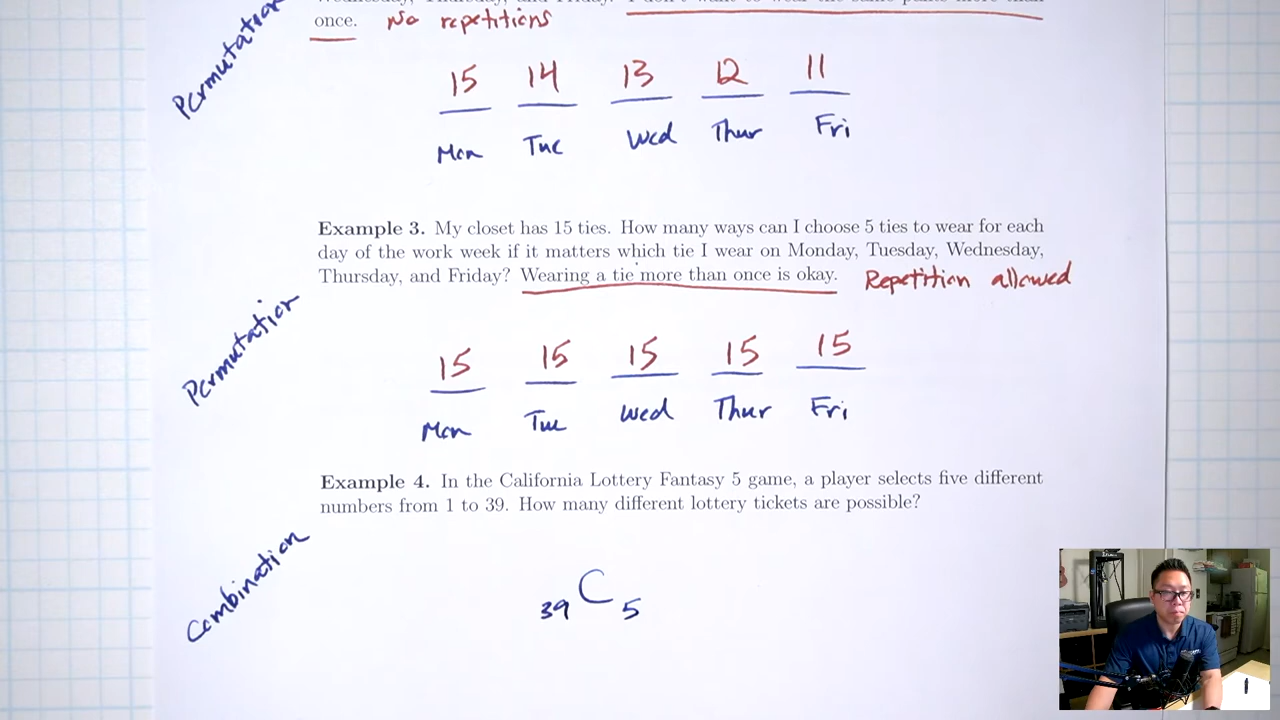 Permutation
once. No repetitions
15 14 13 12 11
Mon Tue Wed Thur Fri
Example 3. My closet has 15 ties. How many ways can I choose 5 ties to wear for each
day of the work week if it matters which tie I wear on Monday, Tuesday, Wednesday,
Thursday, and Friday? Wearing a tie more than once is okay. Repetition allowed
Permutation
15 15 15 15 15
Mon Tue Wed Thur Fri
Example 4. In the California Lottery Fantasy 5 game, a player selects five different
numbers from 1 to 39. How many different lottery tickets are possible?
Combination
39 C 5